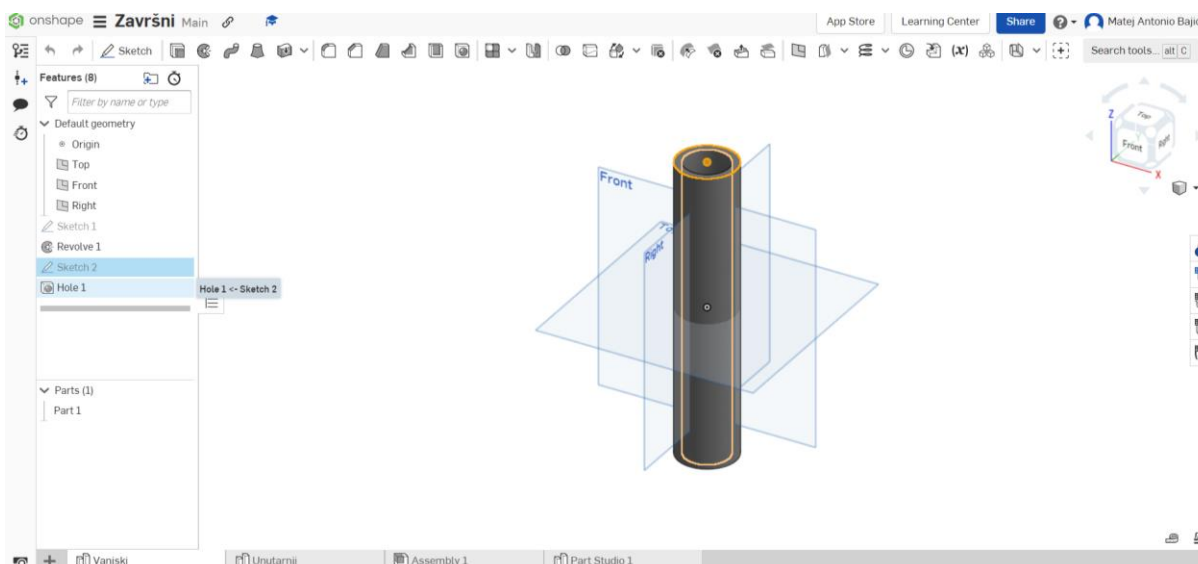 onshape Završni Main App Store Learning Center Share Matej Antonio Bajić
Sketch Search tools... alt C
Features (8)
Filter by name or type
Default geometry
Origin
Top
Front
Right
Sketch 1
Revolve 1
Sketch 2
Hole 1
Hole 1 <- Sketch 2
Parts (1)
Part 1
Front
To
Right
Z
Top
Front
Right
X
Vanjski Unutarnji Assembly 1 Part Studio 1